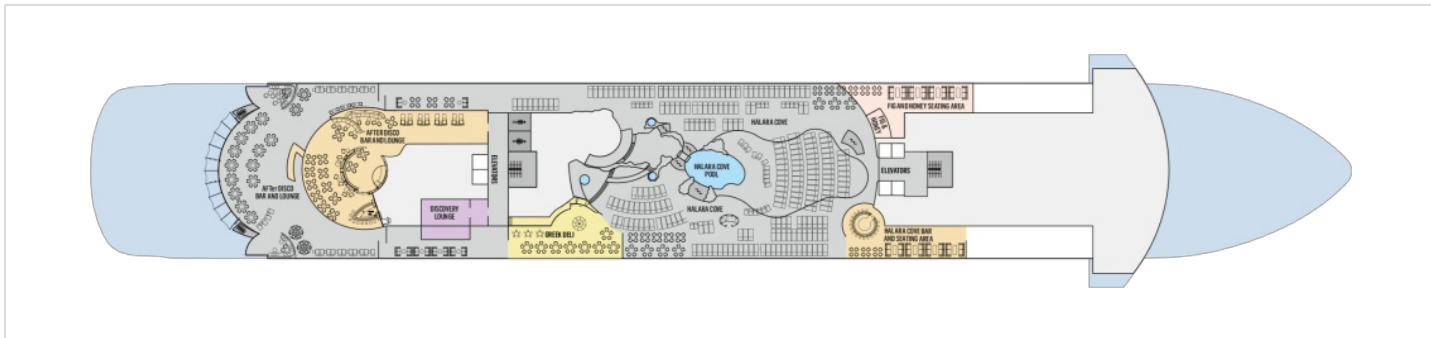 AFTER DISCO
BAR AND LOUNGE
AFTer DISCO
BAR AND LOUNGE
ELEVATORS
DISCOVERY
LOUNGE
GREEK DELI
HALARA COVE
HALARA COVE
POOL
HALARA COVE
FIG AND HONEY SEATING AREA
FIG &
HONEY
ELEVATORS
HALARA COVE BAR
AND SEATING AREA